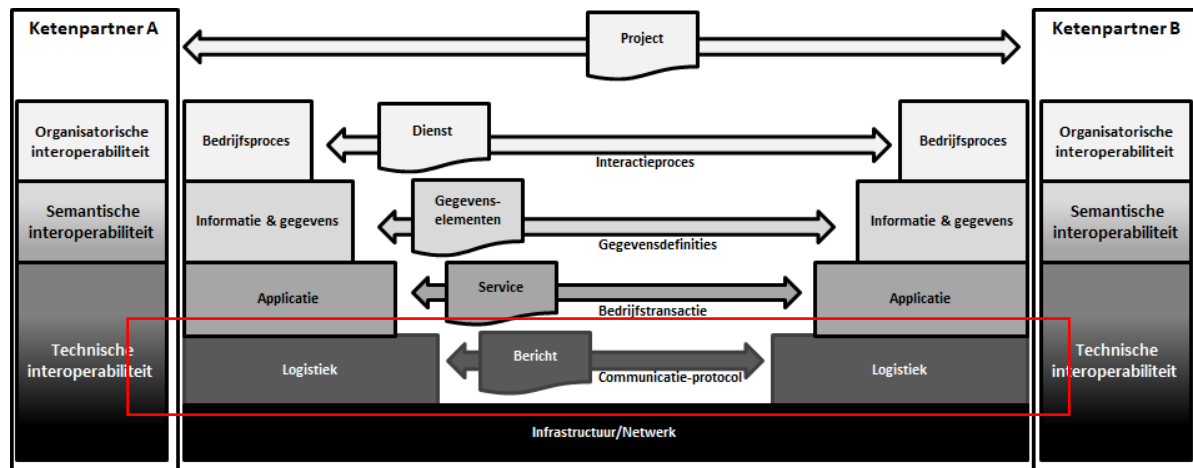 Ketenpartner A
Project
Ketenpartner B
Organisatorische
interoperabiliteit
Bedrijfsproces
Dienst
Interactieproces
Bedrijfsproces
Organisatorische
interoperabiliteit
Semantische
interoperabiliteit
Informatie & gegevens
Gegevens-
elementen
Gegevensdefinities
Informatie & gegevens
Semantische
interoperabiliteit
Applicatie
Service
Bedrijfstransactie
Applicatie
Technische
interoperabiliteit
Logistiek
Bericht
Communicatie-protocol
Logistiek
Technische
interoperabiliteit
Infrastructuur/Netwerk